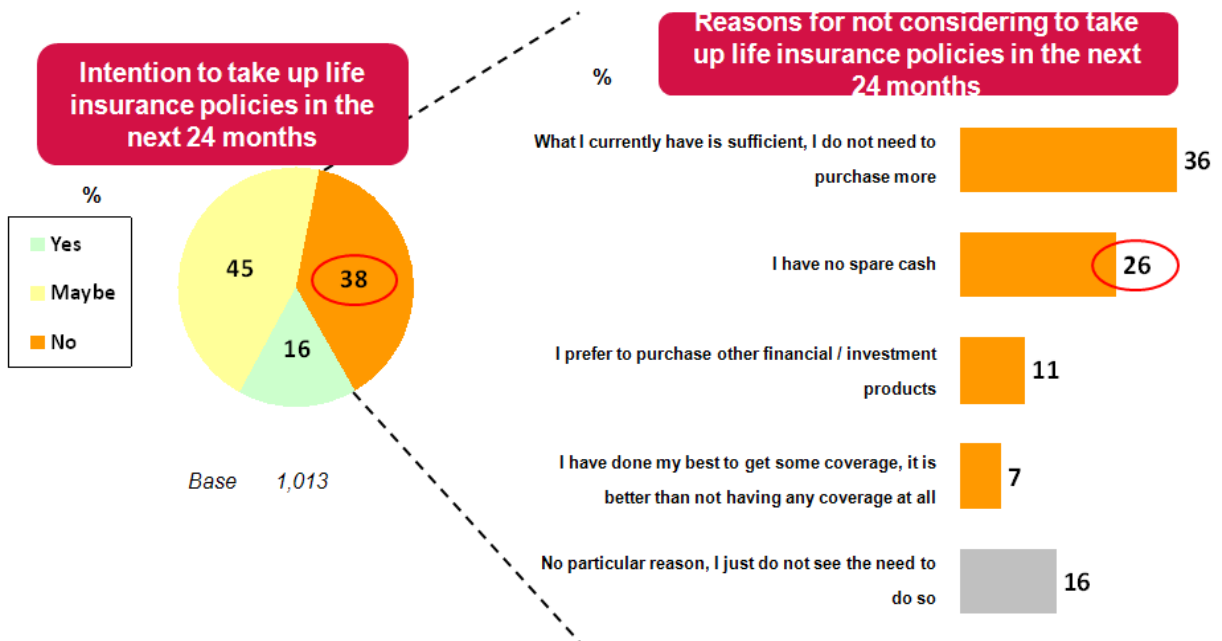 Intention to take up life
insurance policies in the
next 24 months
%
Yes
Maybe
No
45
38
16
Base 1,013
Reasons for not considering to take
up life insurance policies in the next
24 months
%
What I currently have is sufficient, I do not need to
purchase more
36
I have no spare cash
26
I prefer to purchase other financial / investment
products
11
I have done my best to get some coverage, it is
better than not having any coverage at all
7
No particular reason, I just do not see the need to
do so
16